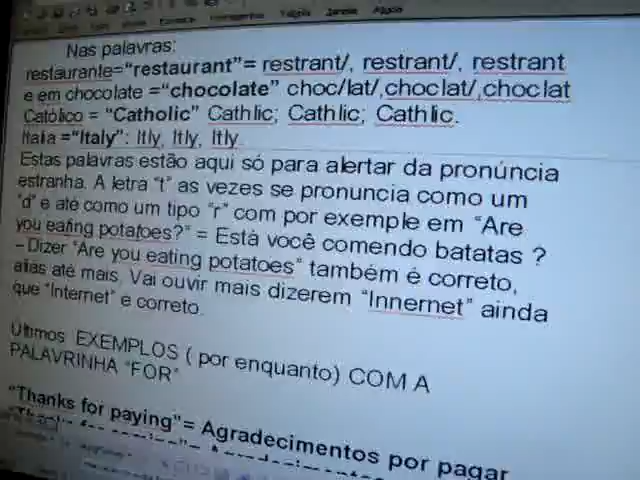 Nas palavras:
restaurante="restaurant"= restrant/, restrant/, restrant
e em chocolate ="chocolate" choc/lat/,choclat/,choclat
Católico = "Catholic" Cathlic; Cathlic; Cathlic.
Italia ="Italy": Itly, Itly, Itly
Estas palavras estão aqui só para alertar da pronúncia
estranha. A letra "t" as vezes se pronuncia como um
"d" e até como um tipo "r" com por exemple em "Are
you eating potatoes?" = Está você comendo batatas ?
– Dizer "Are you eating potatoes" também é correto,
alias até mais. Vai ouvir mais dizerem "Innernet" ainda
que "Internet" e correto.
Últimos EXEMPLOS ( por enquanto) COM A
PALAVRINHA "FOR"
"Thanks for paying"= Agradecimentos por pagar